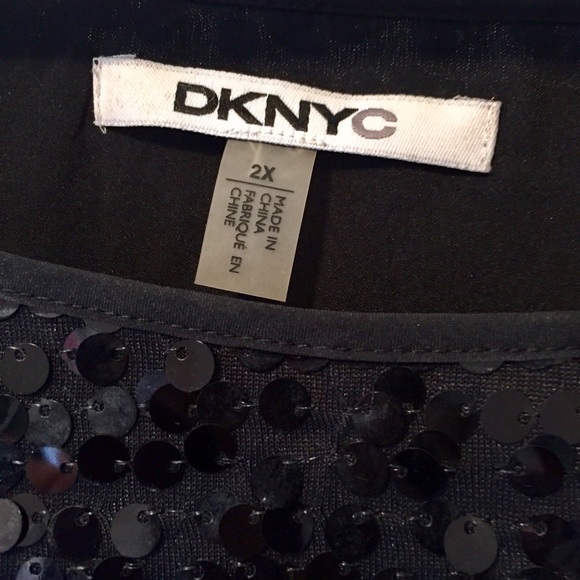 DKNYC
2X
MADE IN
CHINA
FABRIQUÉ EN
CHINE